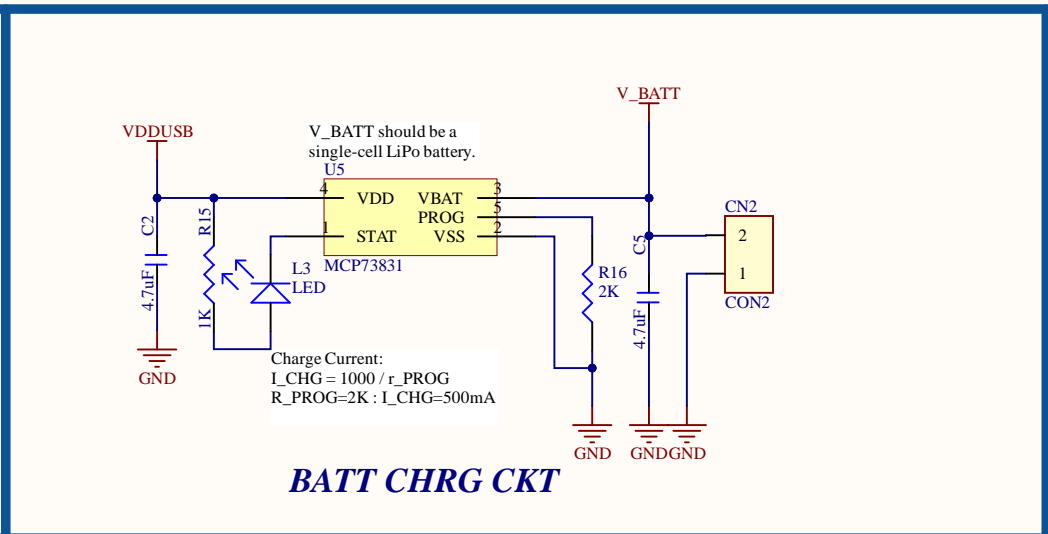 V_BATT
VDDUSB
V_BATT should be a
single-cell LiPo battery.
U5
4 VDD VBAT 3
PROG 5
1 STAT VSS 2
MCP73831
C2
4.7uF
R15
1K
L3
LED
R16
2K
C5
4.7uF
CN2
2
1
CON2
GND
Charge Current:
I_CHG = 1000 / r_PROG
R_PROG=2K : I_CHG=500mA
GND
GND
GND
BATT CHRG CKT